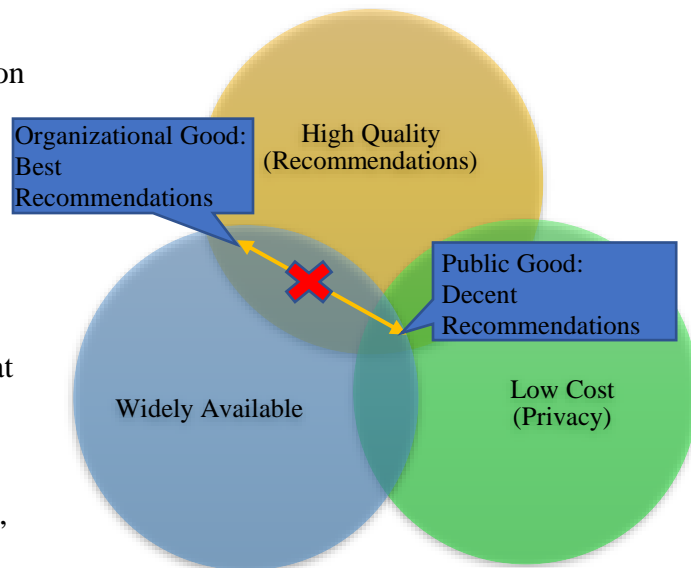 on
Organizational Good:
Best
Recommendations
High Quality
(Recommendations)
Public Good:
Decent
Recommendations
at
Widely Available
Low Cost
(Privacy)
,